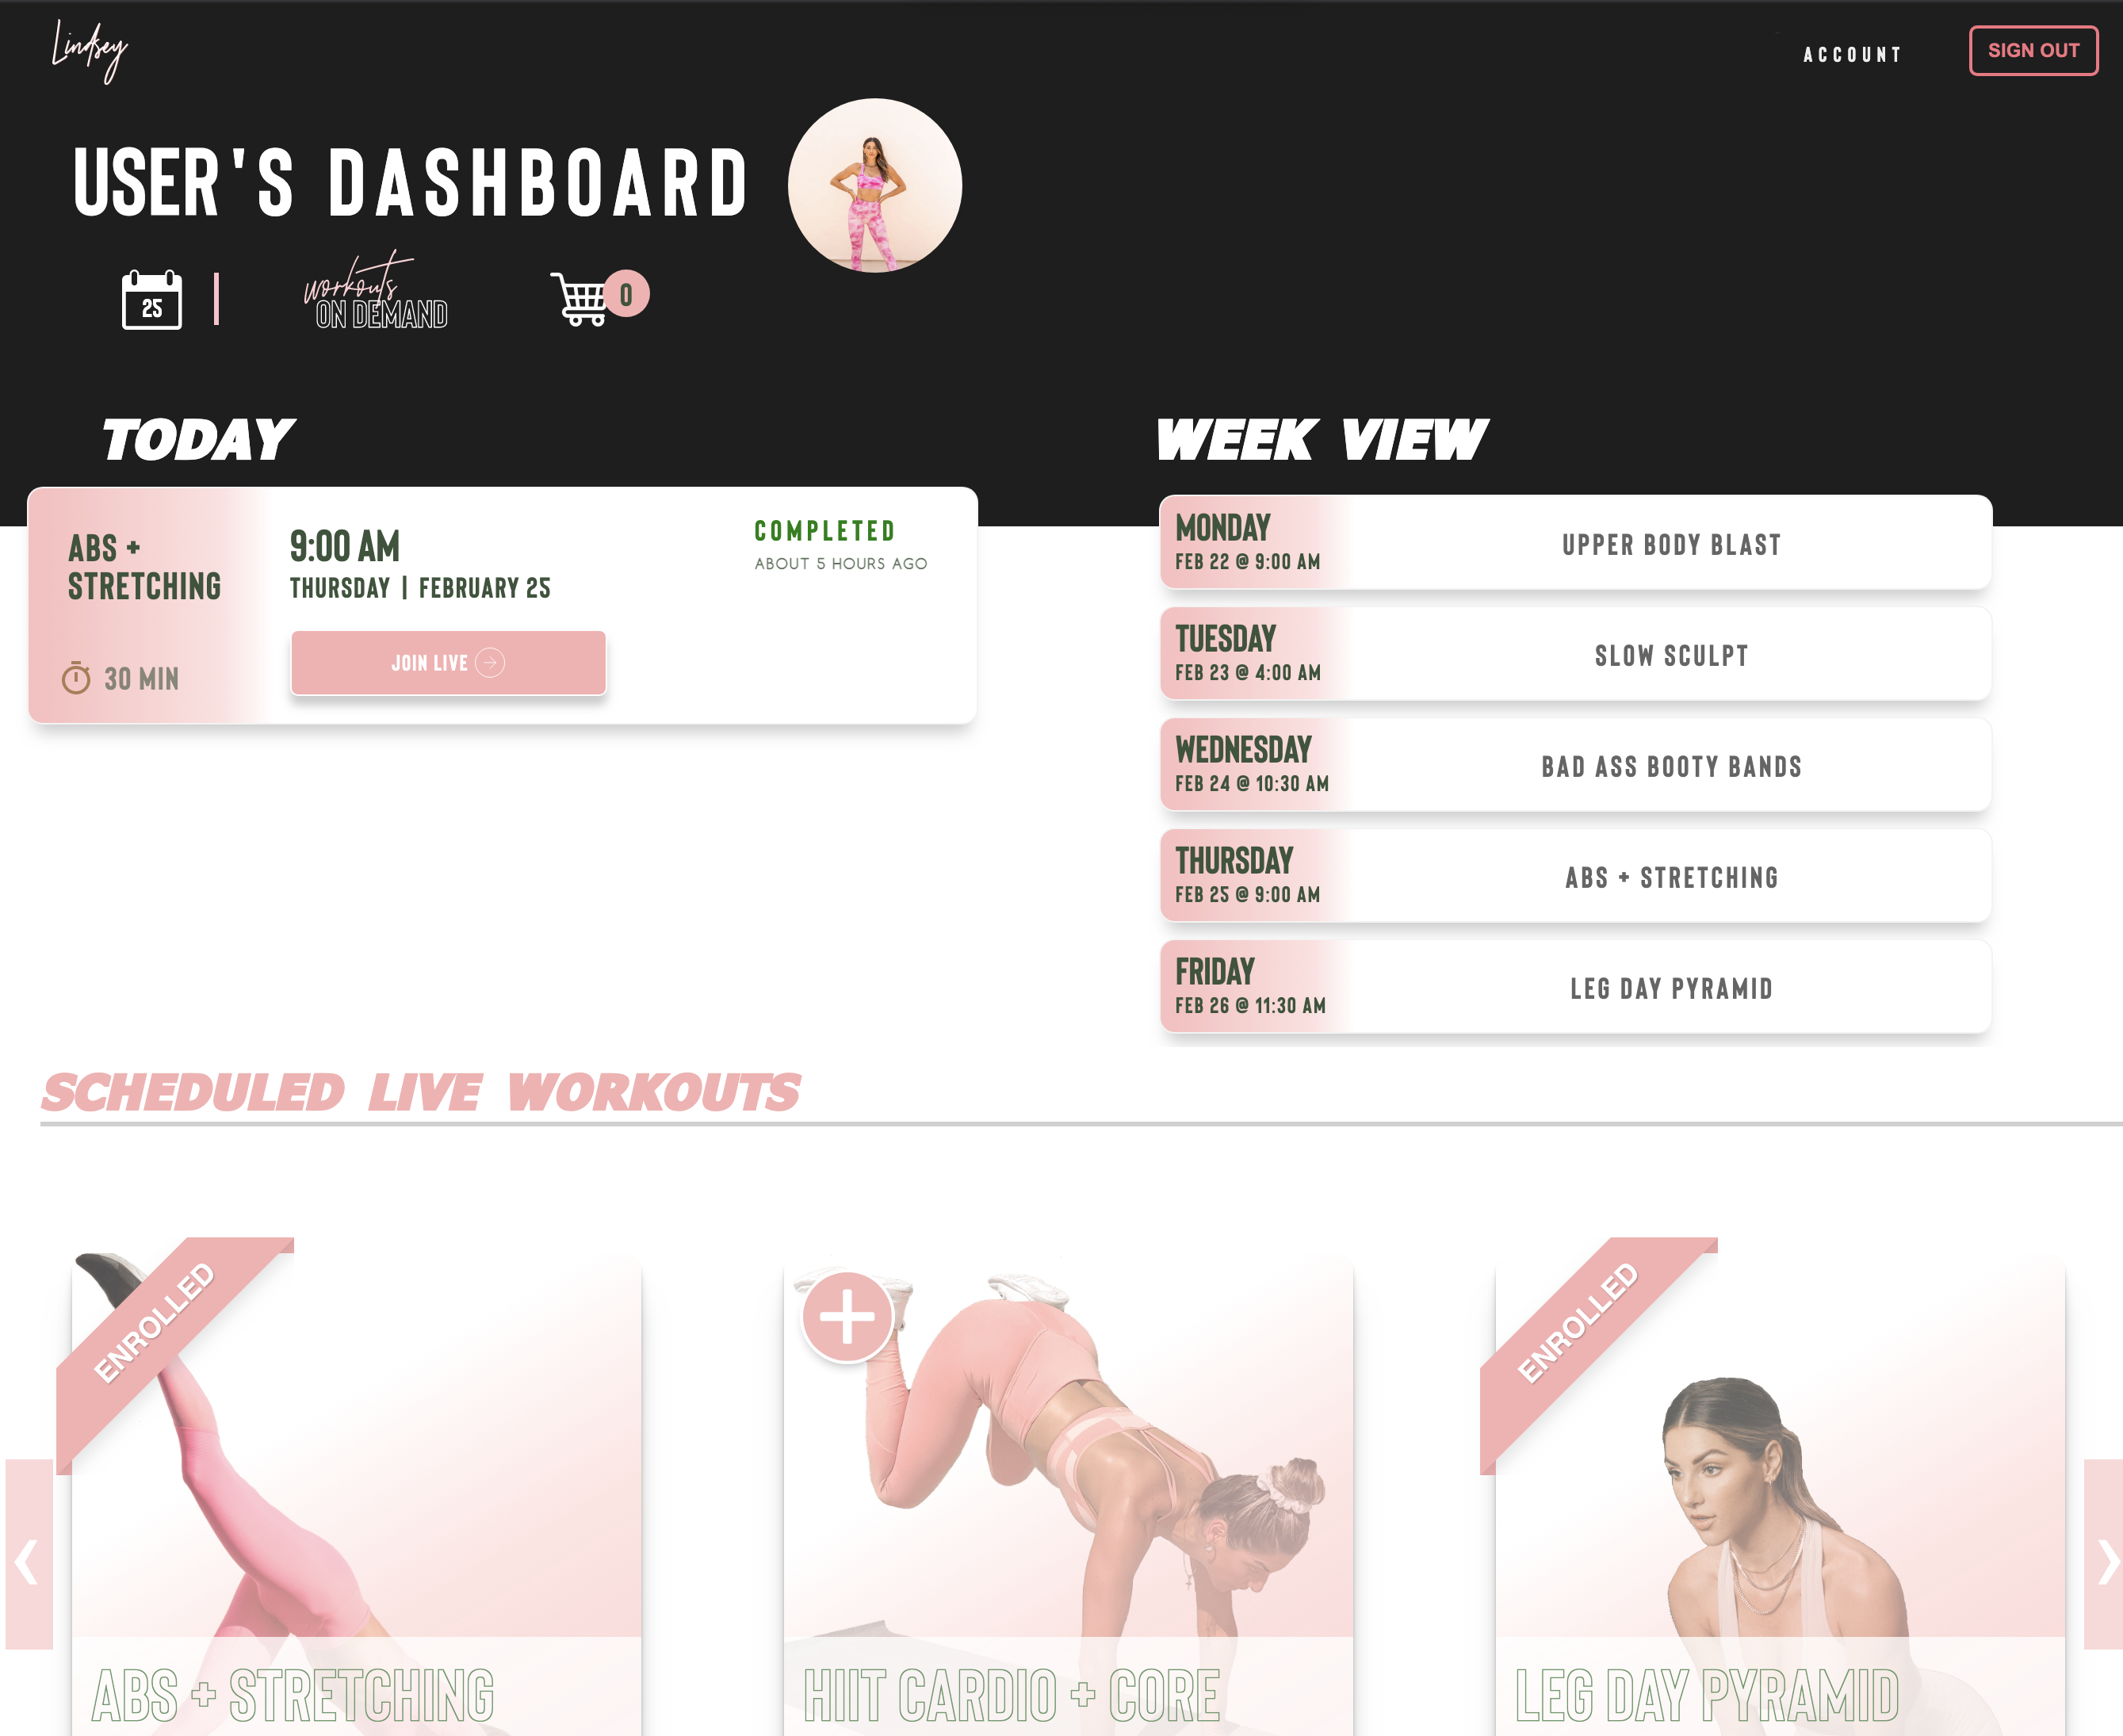 Lindsey
ACCOUNT
SIGN OUT
USER'S DASHBOARD
25
workouts
ON DEMAND
0
TODAY
ABS +
STRETCHING
30 MIN
9:00 AM
THURSDAY | FEBRUARY 25
JOIN LIVE
COMPLETED
ABOUT 5 HOURS AGO
WEEK VIEW
MONDAY
FEB 22 @ 9:00 AM
UPPER BODY BLAST
TUESDAY
FEB 23 @ 4:00 AM
SLOW SCULPT
WEDNESDAY
FEB 24 @ 10:30 AM
BAD ASS BOOTY BANDS
THURSDAY
FEB 25 @ 9:00 AM
ABS + STRETCHING
FRIDAY
FEB 26 @ 11:30 AM
LEG DAY PYRAMID
SCHEDULED LIVE WORKOUTS
ENROLLED
ABS + STRETCHING
HIIT CARDIO + CORE
ENROLLED
LEG DAY PYRAMID